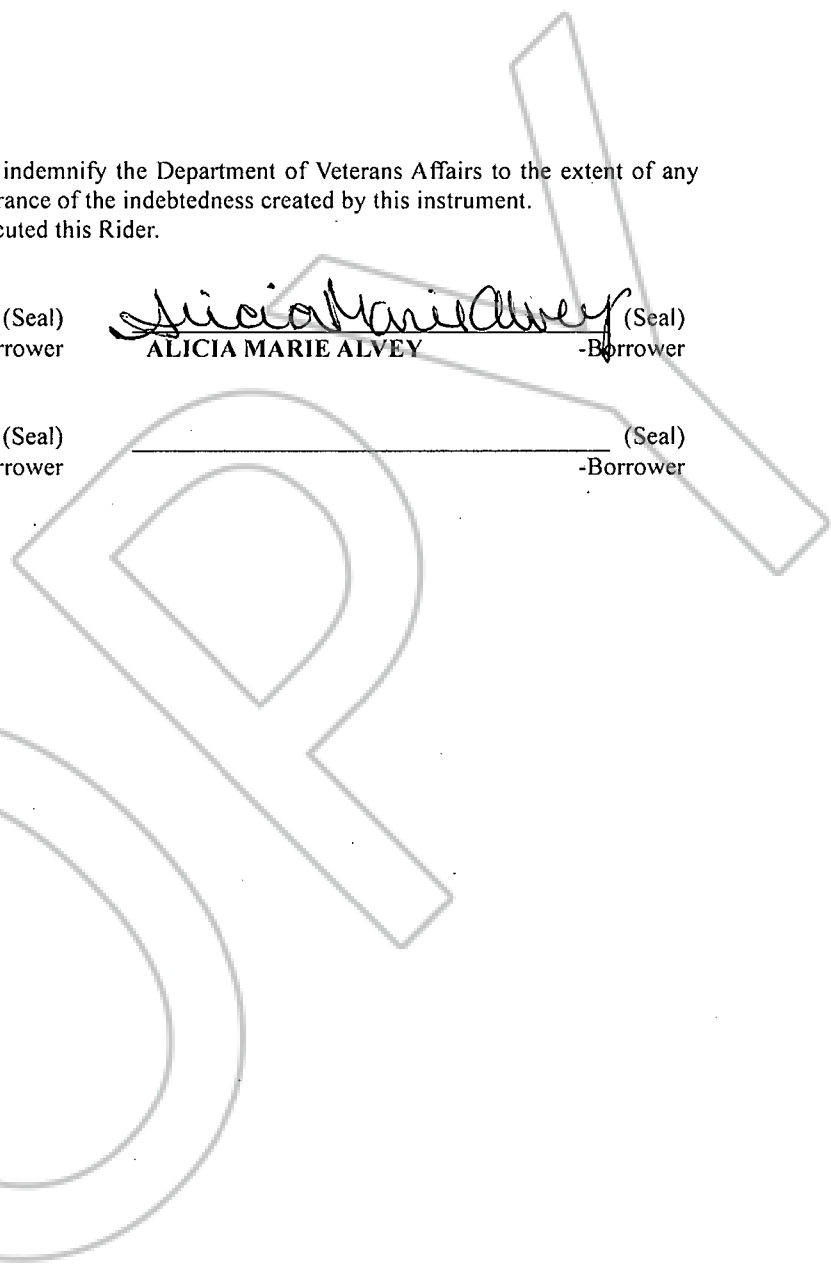 indemnify the Department of Veterans Affairs to the extent of any
rance of the indebtedness created by this instrument.
cuted this Rider.
(Seal) Alicia Marie Alvey (Seal)
rrower ALICIA MARIE ALVEY -Borrower
(Seal) (Seal)
rrower -Borrower
OPY